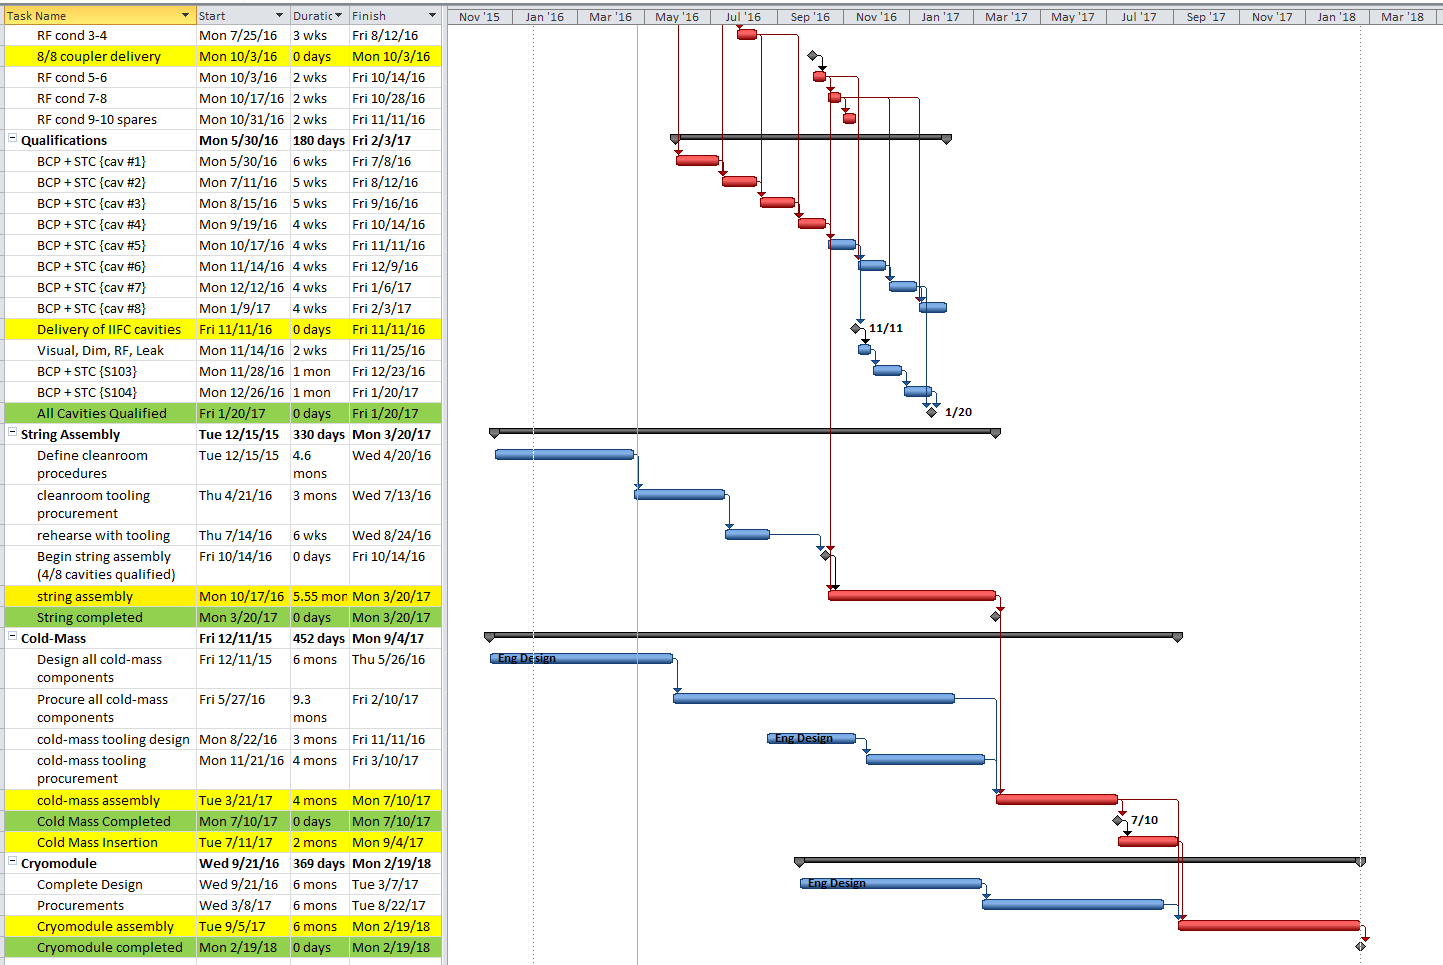 Task Name Start Duratic Finish Nov '15 Jan '16 Mar '16 May '16 Jul '16 Sep '16 Nov '16 Jan '17 Mar '17 May '17 Jul '17 Sep '17 Nov '17 Jan '18 Mar '18
RF cond 3-4 Mon 7/25/16 3 wks Fri 8/12/16
8/8 coupler delivery Mon 10/3/16 0 days Mon 10/3/16
RF cond 5-6 Mon 10/3/16 2 wks Fri 10/14/16
RF cond 7-8 Mon 10/17/16 2 wks Fri 10/28/16
RF cond 9-10 spares Mon 10/31/16 2 wks Fri 11/11/16
Qualifications Mon 5/30/16 180 days Fri 2/3/17
BCP + STC {cav #1} Mon 5/30/16 6 wks Fri 7/8/16
BCP + STC {cav #2} Mon 7/11/16 5 wks Fri 8/12/16
BCP + STC {cav #3} Mon 8/15/16 5 wks Fri 9/16/16
BCP + STC {cav #4} Mon 9/19/16 4 wks Fri 10/14/16
BCP + STC {cav #5} Mon 10/17/16 4 wks Fri 11/11/16
BCP + STC {cav #6} Mon 11/14/16 4 wks Fri 12/9/16
BCP + STC {cav #7} Mon 12/12/16 4 wks Fri 1/6/17
BCP + STC {cav #8} Mon 1/9/17 4 wks Fri 2/3/17
Delivery of IIFC cavities Fri 11/11/16 0 days Fri 11/11/16 11/11
Visual, Dim, RF, Leak Mon 11/14/16 2 wks Fri 11/25/16
BCP + STC {S103} Mon 11/28/16 1 mon Fri 12/23/16
BCP + STC {S104} Mon 12/26/16 1 mon Fri 1/20/17
All Cavities Qualified Fri 1/20/17 0 days Fri 1/20/17 1/20
String Assembly Tue 12/15/15 330 days Mon 3/20/17
Define cleanroom Tue 12/15/15 4.6 Wed 4/20/16
procedures mons
cleanroom tooling Thu 4/21/16 3 mons Wed 7/13/16
procurement
rehearse with tooling Thu 7/14/16 6 wks Wed 8/24/16
Begin string assembly Fri 10/14/16 0 days Fri 10/14/16
(4/8 cavities qualified)
string assembly Mon 10/17/16 5.55 mon Mon 3/20/17
String completed Mon 3/20/17 0 days Mon 3/20/17
Cold-Mass Fri 12/11/15 452 days Mon 9/4/17
Design all cold-mass Fri 12/11/15 6 mons Thu 5/26/16 Eng Design
components
Procure all cold-mass Fri 5/27/16 9.3 Fri 2/10/17
components mons
cold-mass tooling design Mon 8/22/16 3 mons Fri 11/11/16 Eng Design
cold-mass tooling Mon 11/21/16 4 mons Fri 3/10/17
procurement
cold-mass assembly Tue 3/21/17 4 mons Mon 7/10/17
Cold Mass Completed Mon 7/10/17 0 days Mon 7/10/17 7/10
Cold Mass Insertion Tue 7/11/17 2 mons Mon 9/4/17
Cryomodule Wed 9/21/16 369 days Mon 2/19/18
Complete Design Wed 9/21/16 6 mons Tue 3/7/17 Eng Design
Procurements Wed 3/8/17 6 mons Tue 8/22/17
Cryomodule assembly Tue 9/5/17 6 mons Mon 2/19/18
Cryomodule completed Mon 2/19/18 0 days Mon 2/19/18